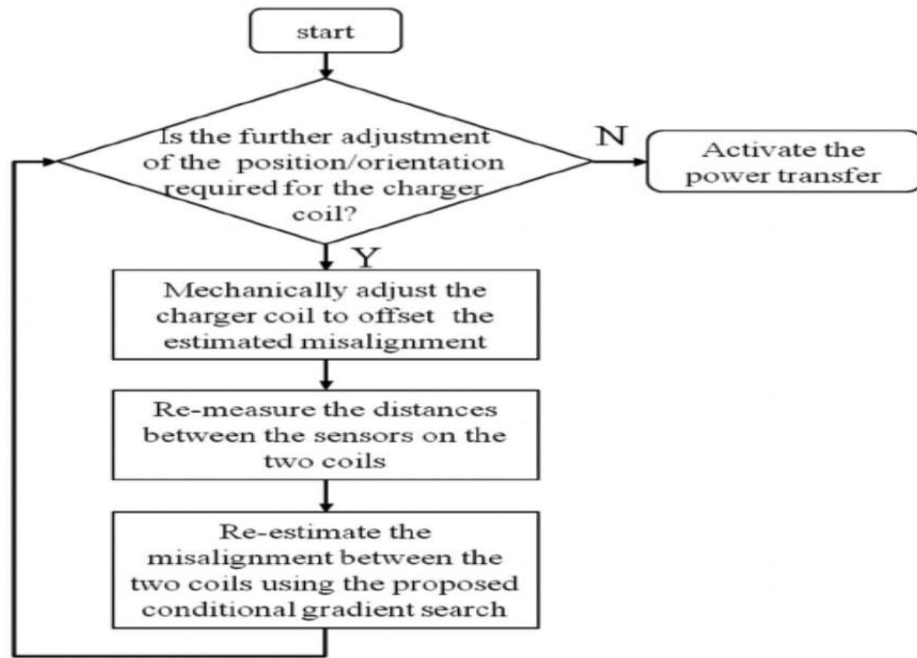 start
Is the further adjustment
of the position/orientation
required for the charger
coil?
N
Activate the
power transfer
Y
Mechanically adjust the
charger coil to offset the
estimated misalignment
Re-measure the distances
between the sensors on the
two coils
Re-estimate the
misalignment between the
two coils using the proposed
conditional gradient search